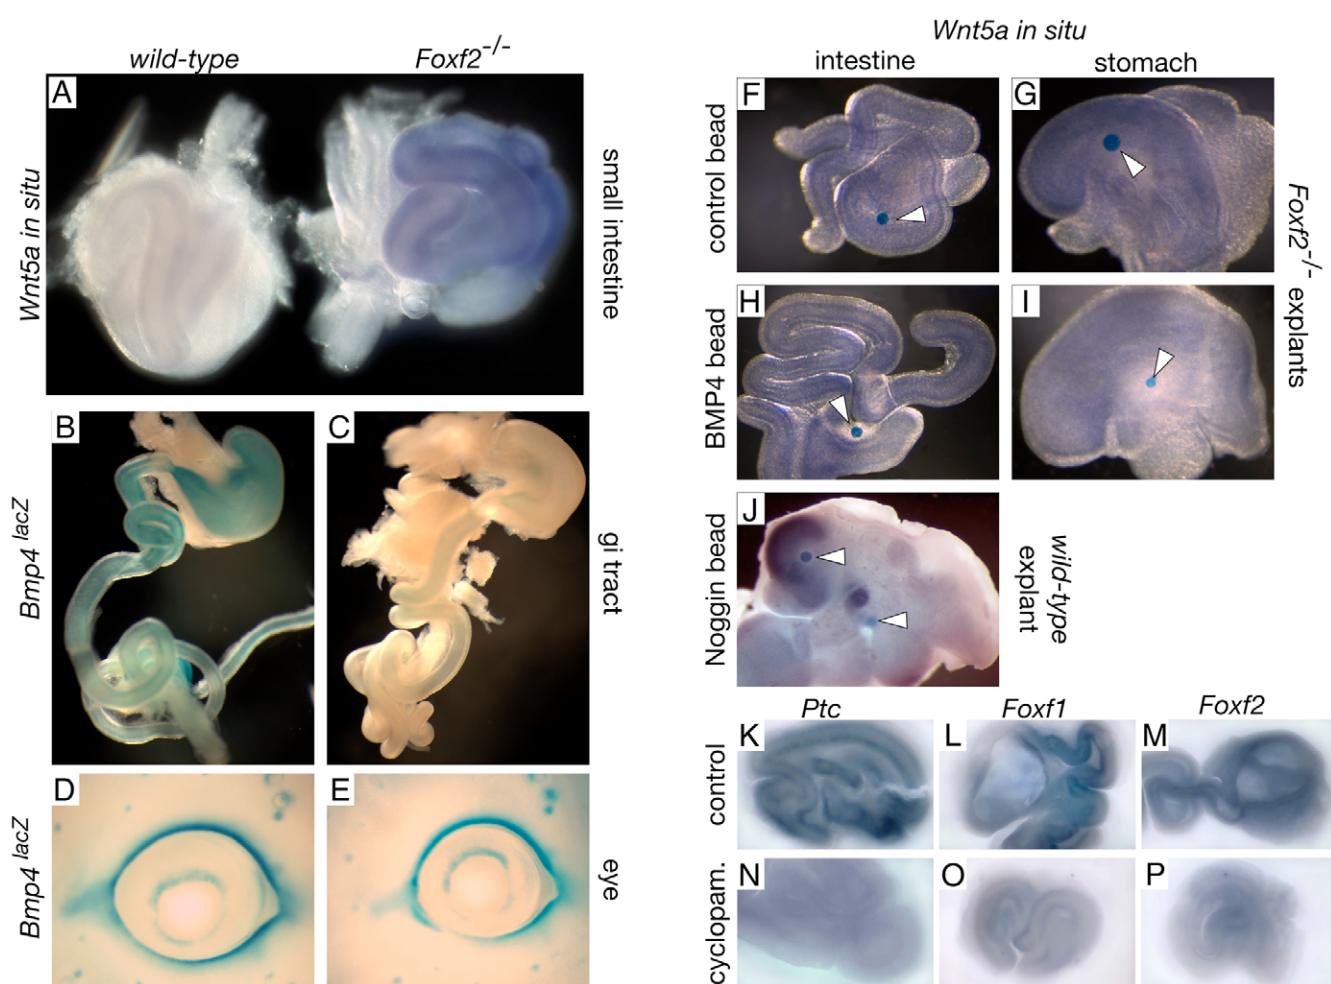 wild-type
Foxf2-/-
A
Wnt5a in situ
small intestine
B
C
Bmp4 lacZ
gi tract
D
E
Bmp4 lacZ
eye
Wnt5a in situ
intestine
stomach
F
G
control bead
H
I
BMP4 bead
Foxf2-/- explants
J
Noggin bead
wild-type
explant
Ptc
Foxf1
Foxf2
K
L
M
control
N
O
P
cyclopam.